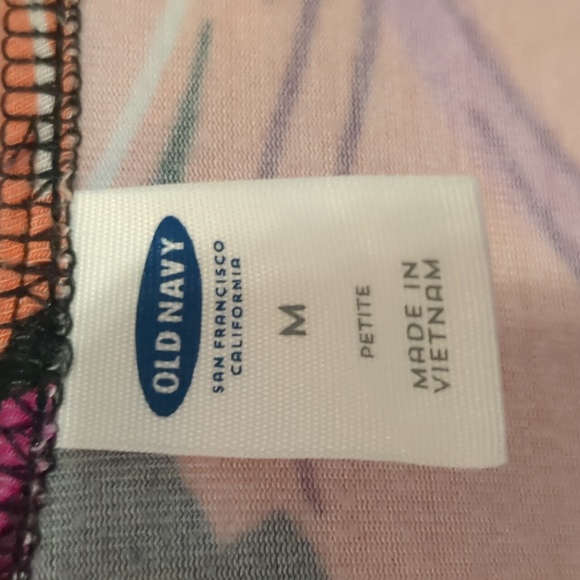 OLD NAVY
SAN FRANCISCO
CALIFORNIA
M
PETITE
MADE IN
VIETNAM